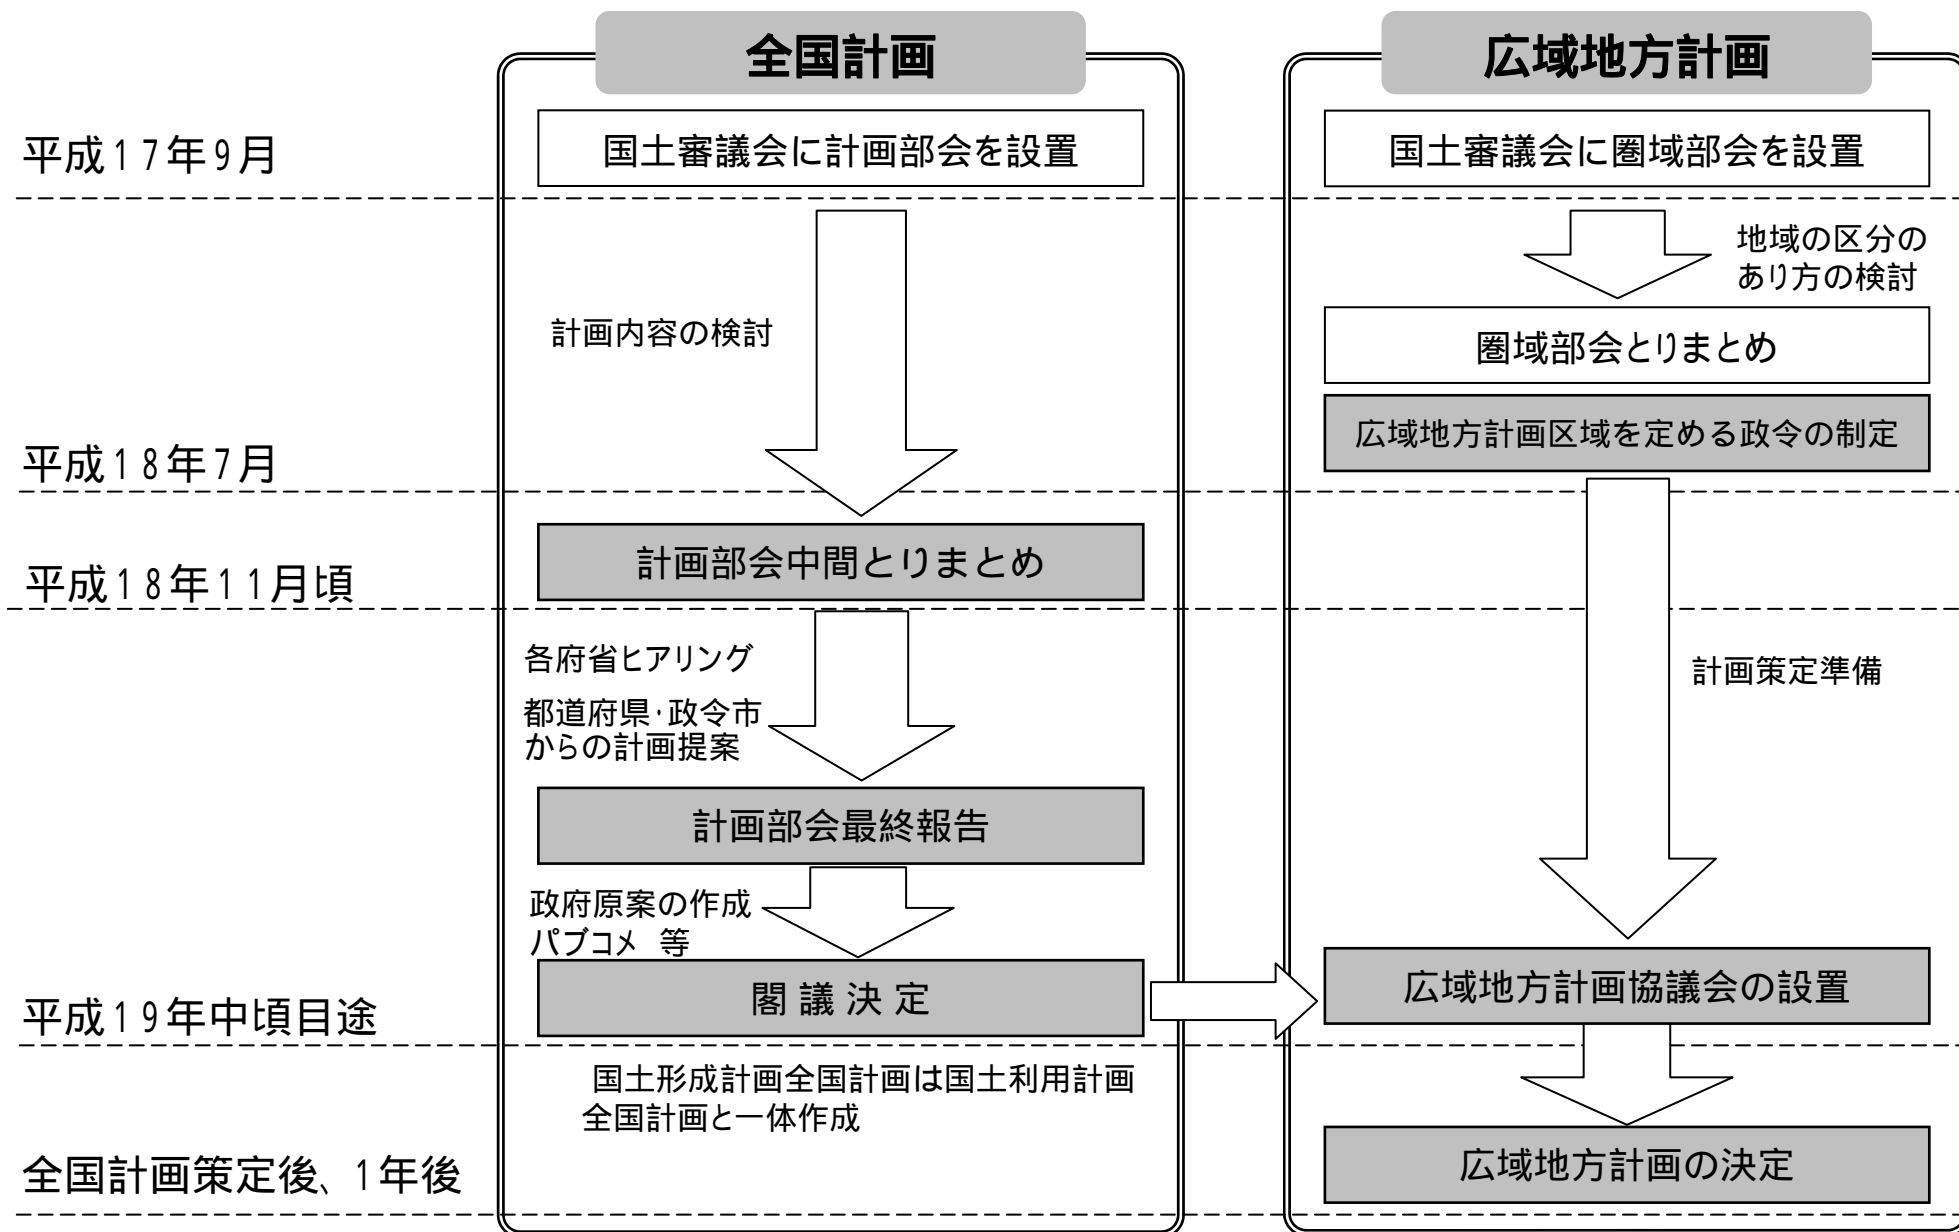 全国計画
広域地方計画
平成17年9月
国土審議会に計画部会を設置
国土審議会に圏域部会を設置
地域の区分の
あり方の検討
計画内容の検討
圏域部会とりまとめ
広域地方計画区域を定める政令の制定
平成18年7月
計画部会中間とりまとめ
平成18年11月頃
各府省ヒアリング
都道府県・政令市
からの計画提案
計画策定準備
計画部会最終報告
政府原案の作成
パブコメ 等
閣議決定
広域地方計画協議会の設置
平成19年中頃目途
国土形成計画全国計画は国土利用計画
全国計画と一体作成
広域地方計画の決定
全国計画策定後、1年後